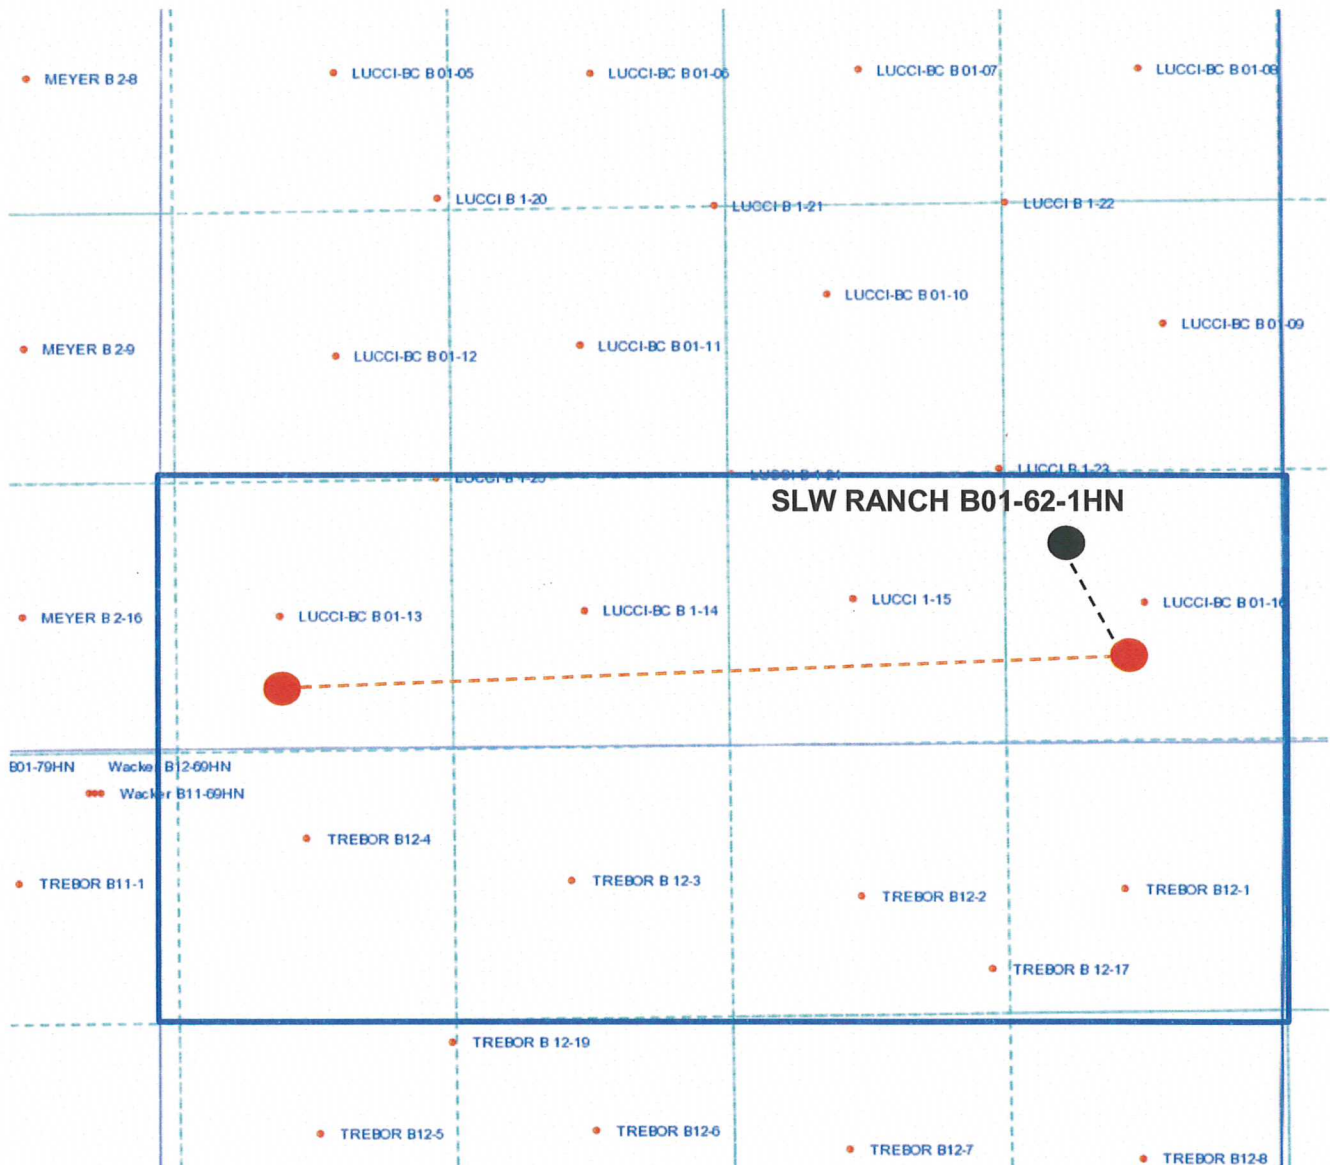 MEYER B 2-8
LUCCI-BC B 01-05
LUCCI-BC B 01-06
LUCCI-BC B 01-07
LUCCI-BC B 01-08
LUCCI B 1-20
LUCCI B 1-21
LUCCI B 1-22
LUCCI-BC B 01-10
LUCCI-BC B 01-09
MEYER B 2-9
LUCCI-BC B 01-12
LUCCI-BC B 01-11
LUCCI B 1-23
LUCCI B 1-25
LUCCI B 1-24
SLW RANCH B01-62-1HN
MEYER B 2-16
LUCCI-BC B 01-13
LUCCI-BC B 1-14
LUCCI 1-15
LUCCI-BC B 01-16
B01-79HN
Wacker B12-69HN
Wacker B11-69HN
TREBOR B12-4
TREBOR B11-1
TREBOR B 12-3
TREBOR B12-2
TREBOR B12-1
TREBOR B 12-17
TREBOR B 12-19
TREBOR B12-5
TREBOR B12-6
TREBOR B12-7
TREBOR B12-8